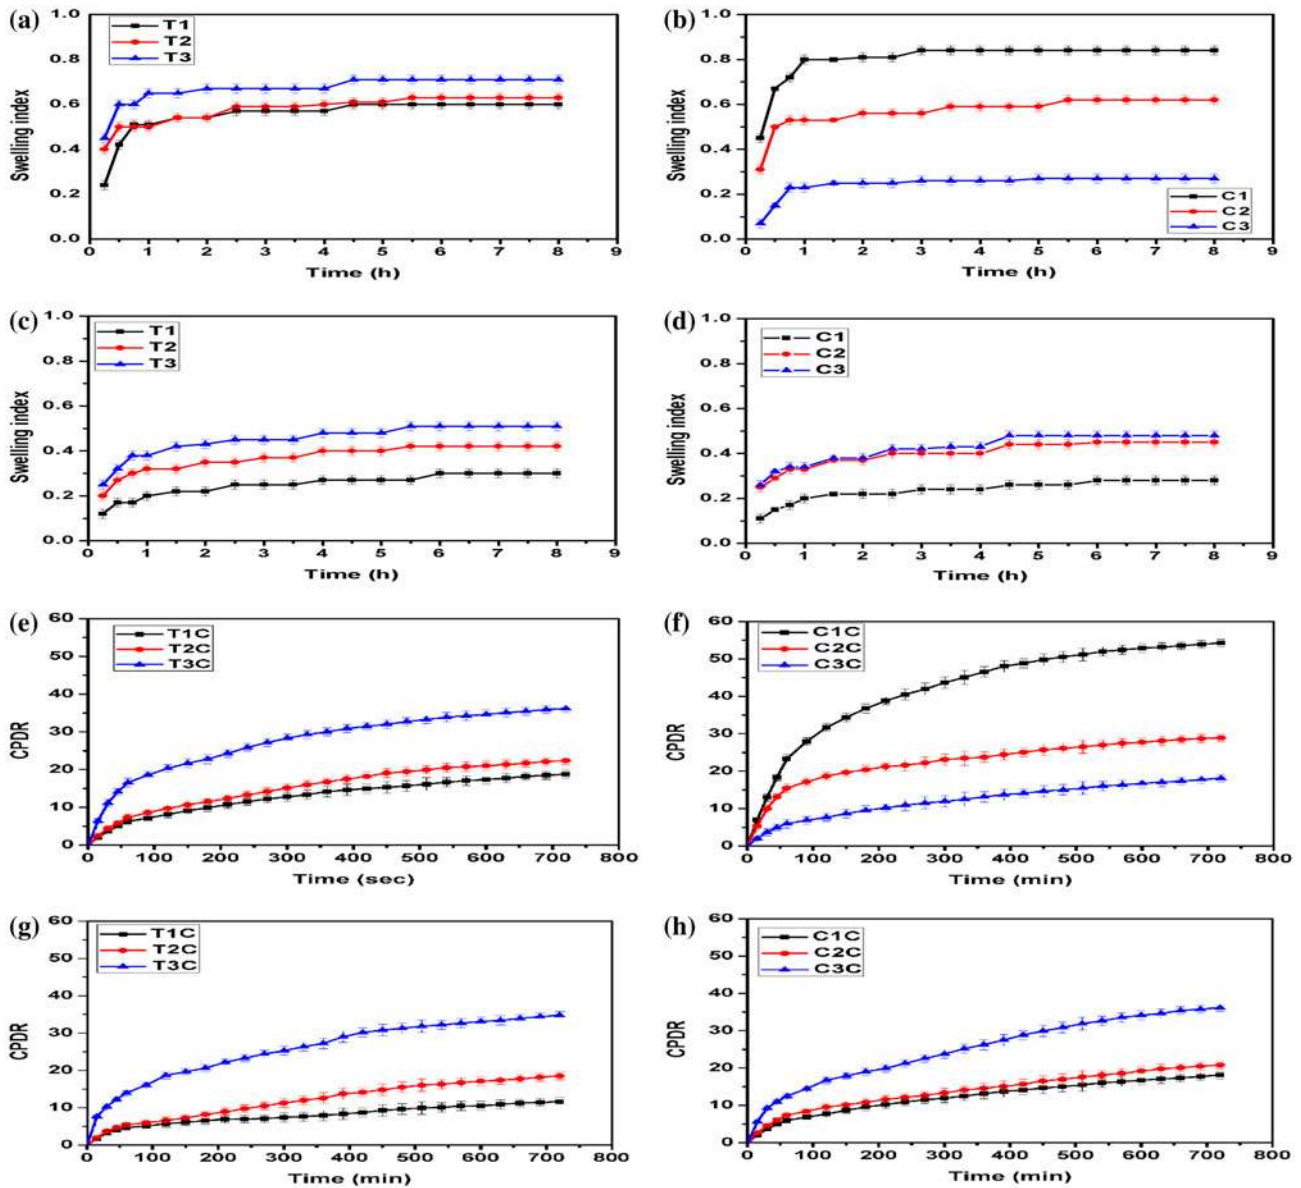 (a)
T1
T2
T3
1.0
0.8
0.6
0.4
0.2
0.0
Swelling index
0 1 2 3 4 5 6 7 8 9
Time (h)
(b)
1.0
0.8
0.6
0.4
0.2
0.0
Swelling index
C1
C2
C3
0 1 2 3 4 5 6 7 8 9
Time (h)
(c)
T1
T2
T3
1.0
0.8
0.6
0.4
0.2
0.0
Swelling index
0 1 2 3 4 5 6 7 8 9
Time (h)
(d)
C1
C2
C3
1.0
0.8
0.6
0.4
0.2
0.0
Swelling index
0 1 2 3 4 5 6 7 8 9
Time (h)
(e)
T1C
T2C
T3C
60
50
40
30
20
10
0
CPDR
0 100 200 300 400 500 600 700 800
Time (sec)
(f)
C1C
C2C
C3C
60
50
40
30
20
10
0
CPDR
0 100 200 300 400 500 600 700 800
Time (min)
(g)
T1C
T2C
T3C
60
50
40
30
20
10
0
CPDR
0 100 200 300 400 500 600 700 800
Time (min)
(h)
C1C
C2C
C3C
60
50
40
30
20
10
0
CPDR
0 100 200 300 400 500 600 700 800
Time (min)